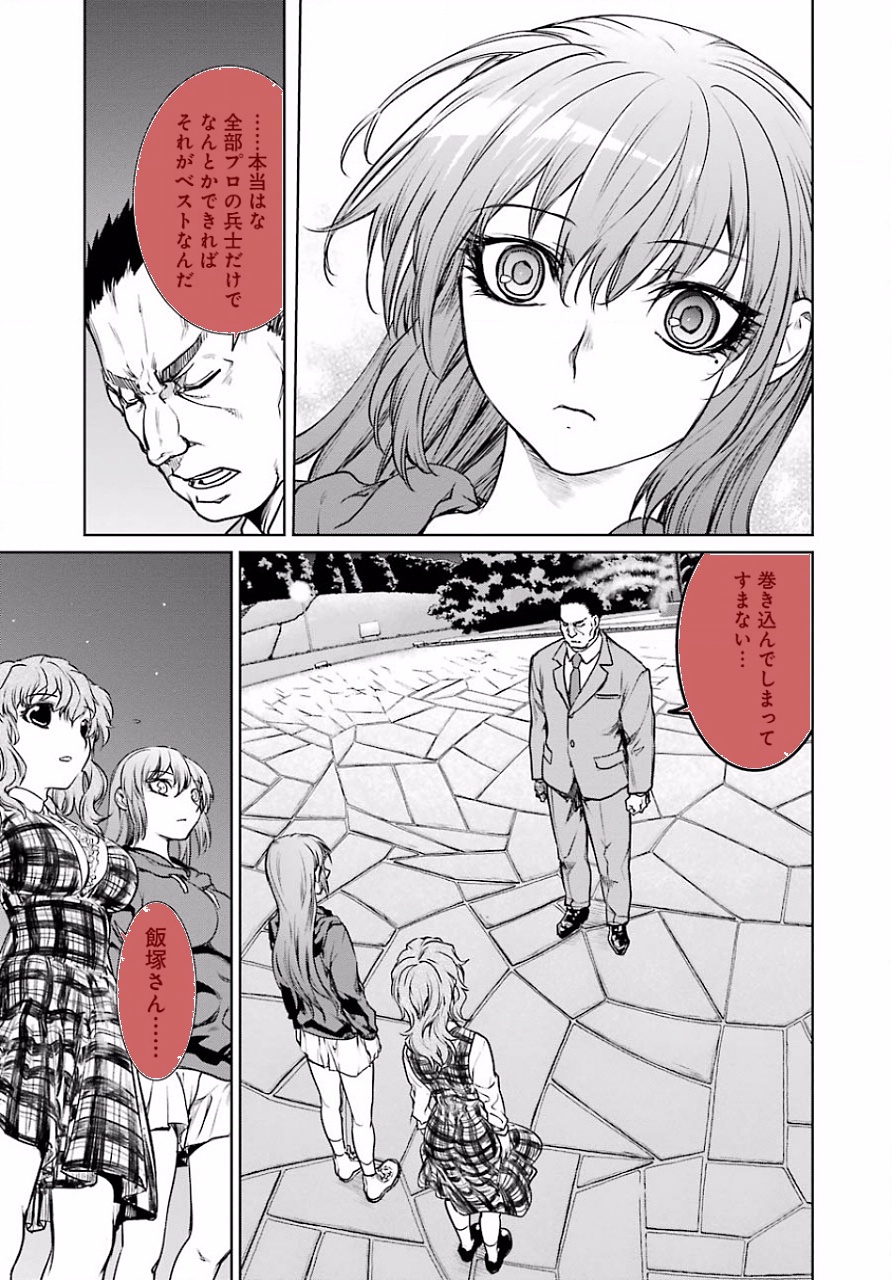 ……本当はな
全部プロの兵士だけで
なんとかできれば
それがベストなんだ
巻き込んでしまって
すまない…
飯塚さん……